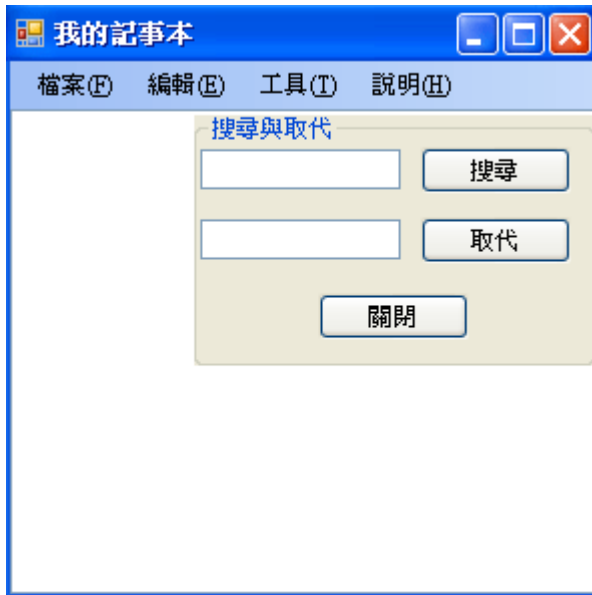 我的記事本
檔案(F) 編輯(E) 工具(T) 說明(H)
搜尋與取代
搜尋
取代
關閉